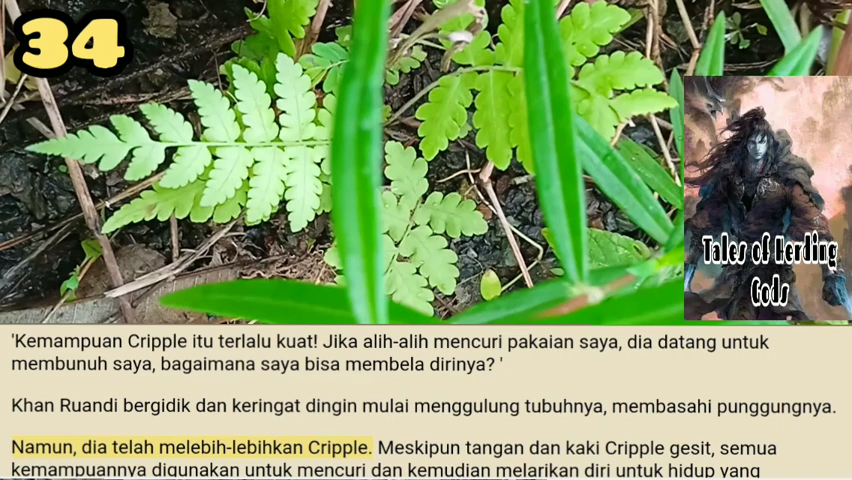 34
Tales of Herding
Gods
'Kemampuan Cripple itu terlalu kuat! Jika alih-alih mencuri pakaian saya, dia datang untuk
membunuh saya, bagaimana saya bisa membela dirinya? '
Khan Ruandi bergidik dan keringat dingin mulai menggulung tubuhnya, membasahi punggungnya.
Namun, dia telah melebih-lebihkan Cripple. Meskipun tangan dan kaki Cripple gesit, semua
kemampuannya digunakan untuk mencuri dan kemudian melarikan diri untuk hidup yang